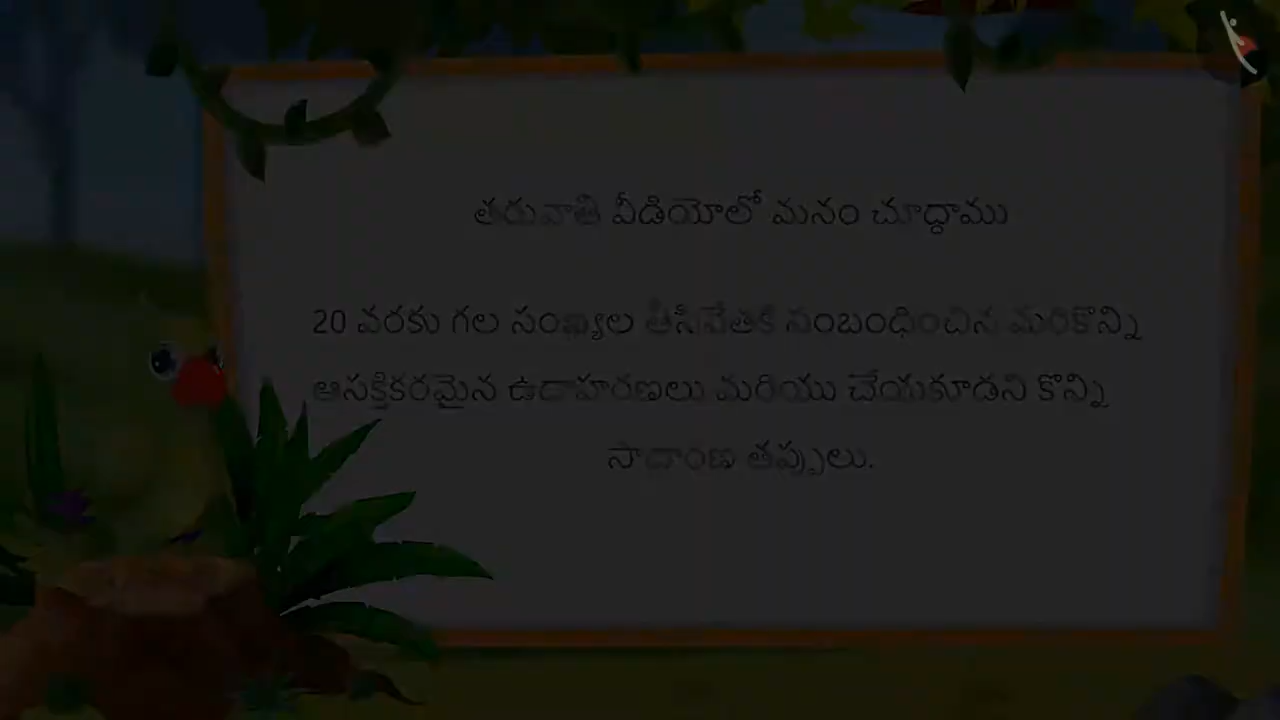 తరువాతి వీడియోలో మనం చూద్దాము
20 వరకు గల సంఖ్యల తీసివేతకి సంబంధించిన మరికొన్ని
ఆసక్తికరమైన ఉదాహరణలు మరియు చేయకూడని కొన్ని
సాదారణ తప్పులు.